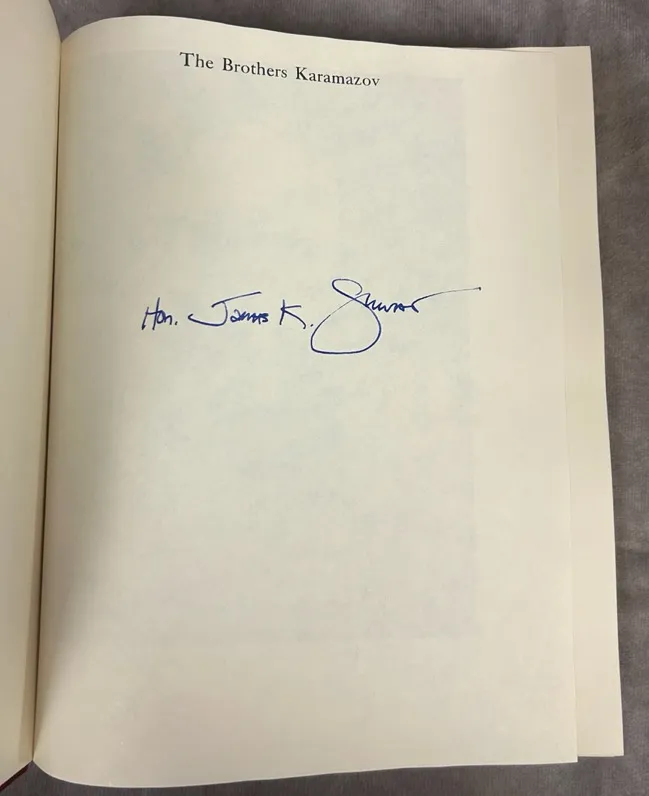 The Brothers Karamazov
Hon. James K.